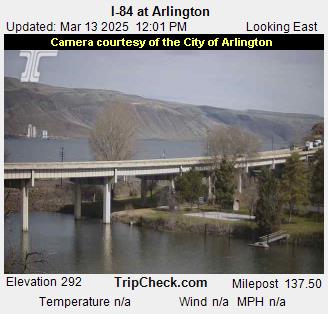 I-84 at Arlington
Updated: Mar 13 2025 12:01 PM Looking East
Camera courtesy of the City of Arlington
Elevation 292 TripCheck.com Milepost 137.50
Temperature n/a Wind n/a MPH n/a